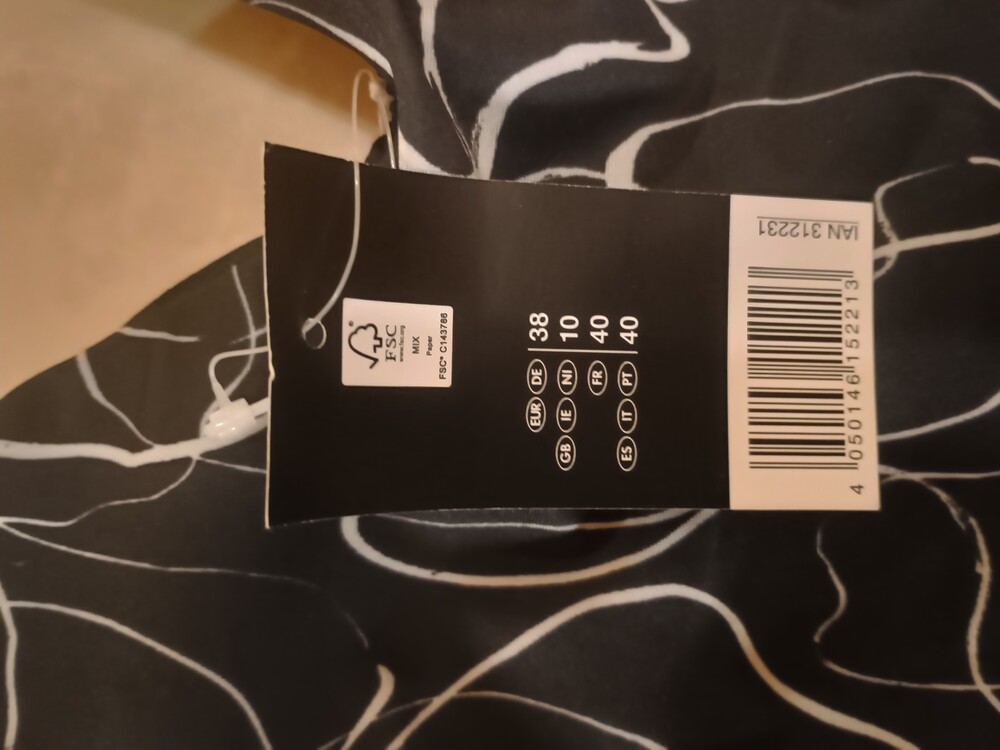 FSC®
www.fsc.org
MIX
Paper
FSC® C143786
EUR DE 38
GB IE NI 10
FR 40
ES IT PT 40
4 050146 152213
IAN 312231